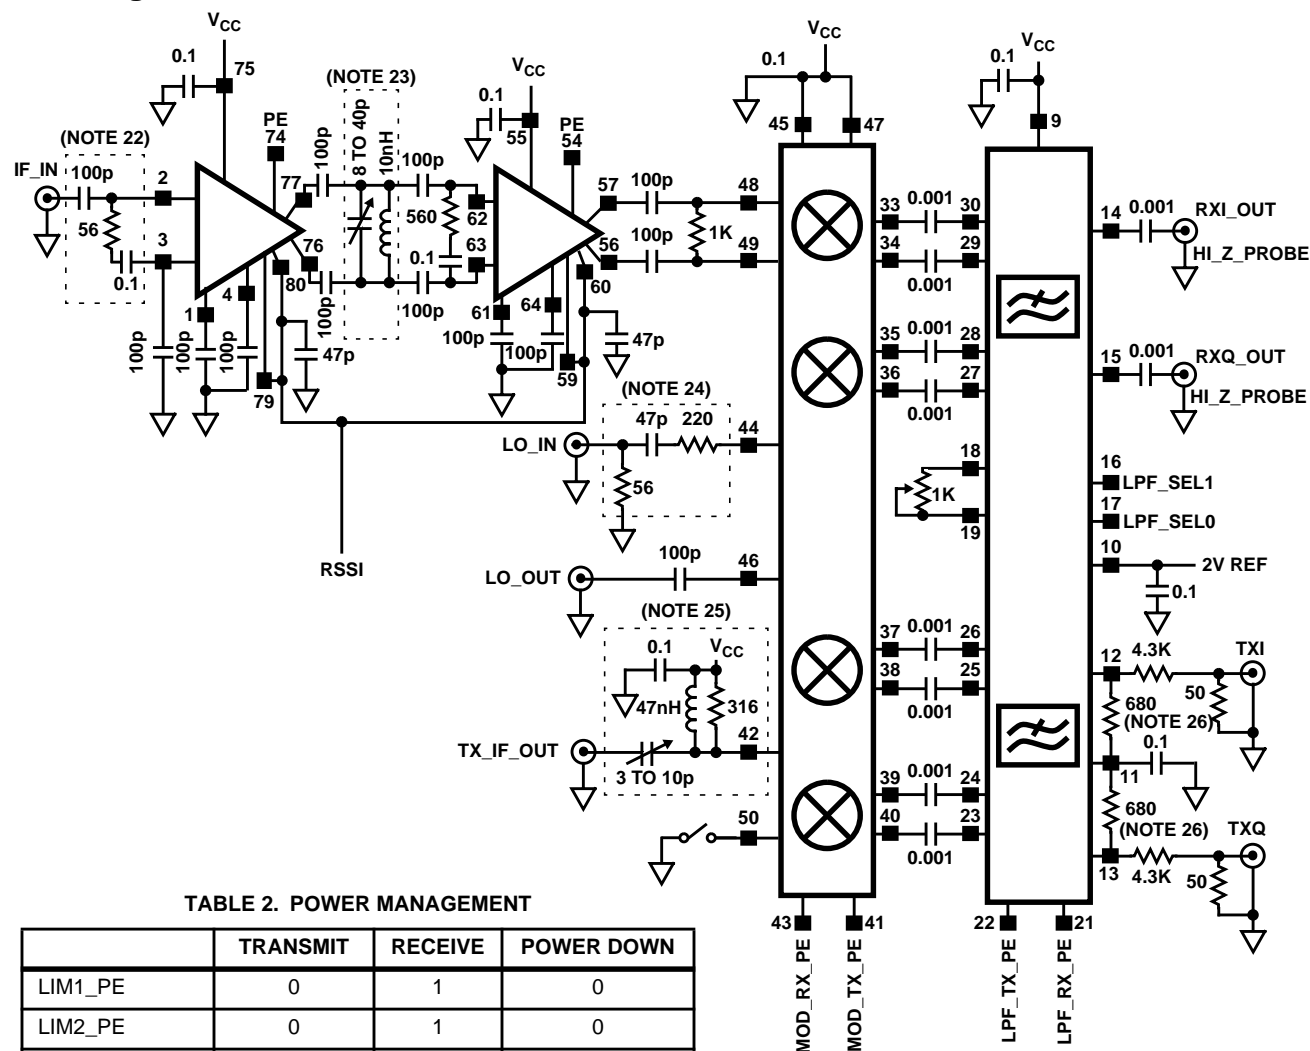 VCC
0.1
75
(NOTE 23)
VCC
0.1
55
PE
74
PE
54
(NOTE 22)
IF_IN
100p
2
56
3
0.1
77
100p
8 TO 40p
10nH
100p
560
62
63
0.1
100p
76
80
100p
1
4
100p
100p
100p
79
47p
57
100p
48
1K
56
100p
49
60
61
64
100p
100p
59
47p
RSSI
(NOTE 24)
LO_IN
47p
220
44
56
LO_OUT
100p
46
(NOTE 25)
0.1
VCC
47nH
316
42
TX_IF_OUT
3 TO 10p
50
0.1
VCC
45
47
33
0.001
30
34
0.001
29
35
0.001
28
36
0.001
27
18
1K
19
37
0.001
26
38
0.001
25
39
0.001
24
40
0.001
23
43
41
MOD_RX_PE
MOD_TX_PE
0.1
VCC
9
14
0.001
RXI_OUT
HI_Z_PROBE
15
0.001
RXQ_OUT
HI_Z_PROBE
16
LPF_SEL1
17
LPF_SEL0
10
2V REF
0.1
12
4.3K
TXI
50
680
(NOTE 26)
0.1
11
680
(NOTE 26)
TXQ
13
4.3K
50
22
21
LPF_TX_PE
LPF_RX_PE
TABLE 2. POWER MANAGEMENT
TRANSMIT RECEIVE POWER DOWN
LIM1_PE 0 1 0
LIM2_PE 0 1 0